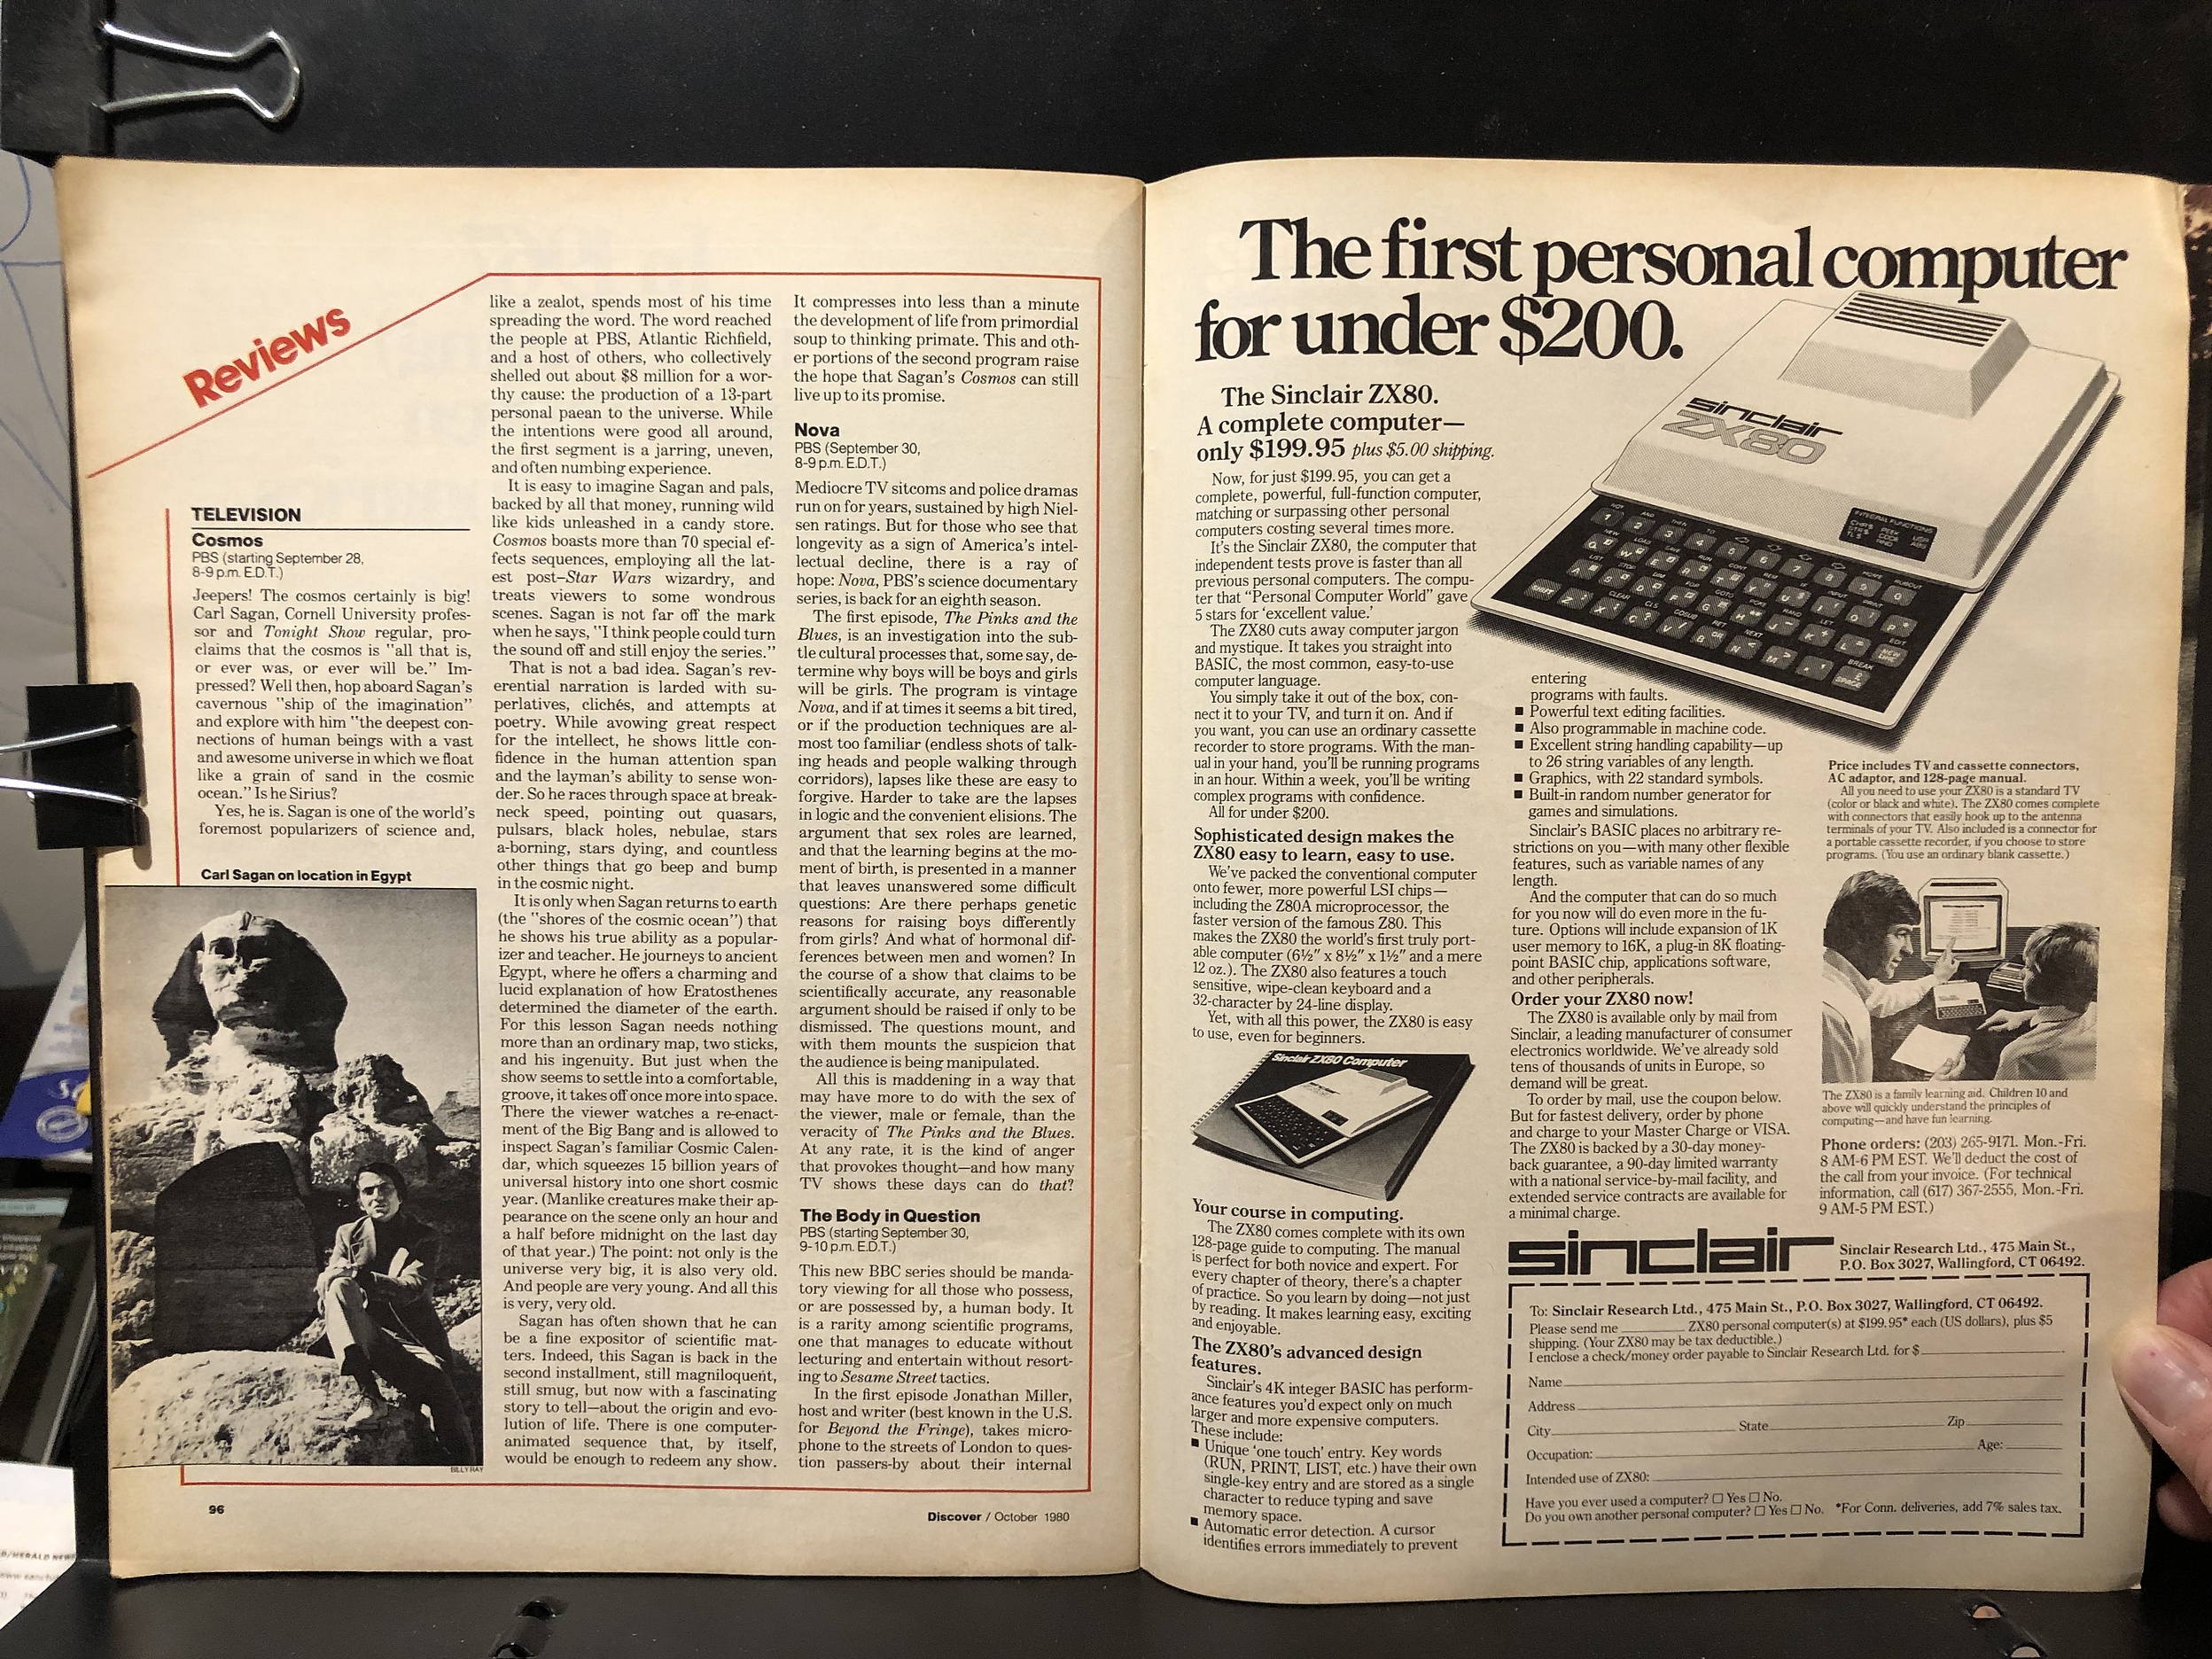 Reviews
TELEVISION
Cosmos
PBS (starting September 28,
8-9 p.m. E.D.T.)
Jeepers! The cosmos certainly is big!
Carl Sagan, Cornell University profes-
sor and Tonight Show regular, pro-
claims that the cosmos is "all that is,
or ever was, or ever will be." Im-
pressed? Well then, hop aboard Sagan's
cavernous "ship of the imagination"
and explore with him "the deepest con-
nections of human beings with a vast
and awesome universe in which we float
like a grain of sand in the cosmic
ocean." Is he Sirius?
Yes, he is. Sagan is one of the world's
foremost popularizers of science and,
Carl Sagan on location in Egypt
BILLY RAY
like a zealot, spends most of his time
spreading the word. The word reached
the people at PBS, Atlantic Richfield,
and a host of others, who collectively
shelled out about $8 million for a wor-
thy cause: the production of a 13-part
personal paean to the universe. While
the intentions were good all around,
the first segment is a jarring, uneven,
and often numbing experience.
It is easy to imagine Sagan and pals,
backed by all that money, running wild
like kids unleashed in a candy store.
Cosmos boasts more than 70 special ef-
fects sequences, employing all the lat-
est post–Star Wars wizardry, and
treats viewers to some wondrous
scenes. Sagan is not far off the mark
when he says, "I think people could turn
the sound off and still enjoy the series."
That is not a bad idea. Sagan's rev-
erential narration is larded with su-
perlatives, clichés, and attempts at
poetry. While avowing great respect
for the intellect, he shows little con-
fidence in the human attention span
and the layman's ability to sense won-
der. So he races through space at break-
neck speed, pointing out quasars,
pulsars, black holes, nebulae, stars
a-borning, stars dying, and countless
other things that go beep and bump
in the cosmic night.
It is only when Sagan returns to earth
(the "shores of the cosmic ocean") that
he shows his true ability as a popular-
izer and teacher. He journeys to ancient
Egypt, where he offers a charming and
lucid explanation of how Eratosthenes
determined the diameter of the earth.
For this lesson Sagan needs nothing
more than an ordinary map, two sticks,
and his ingenuity. But just when the
show seems to settle into a comfortable,
groove, it takes off once more into space.
There the viewer watches a re-enact-
ment of the Big Bang and is allowed to
inspect Sagan's familiar Cosmic Calen-
dar, which squeezes 15 billion years of
universal history into one short cosmic
year. (Manlike creatures make their ap-
pearance on the scene only an hour and
a half before midnight on the last day
of that year.) The point: not only is the
universe very big, it is also very old.
And people are very young. And all this
is very, very old.
Sagan has often shown that he can
be a fine expositor of scientific mat-
ters. Indeed, this Sagan is back in the
second installment, still magniloquent,
still smug, but now with a fascinating
story to tell—about the origin and evo-
lution of life. There is one computer-
animated sequence that, by itself,
would be enough to redeem any show.
It compresses into less than a minute
the development of life from primordial
soup to thinking primate. This and oth-
er portions of the second program raise
the hope that Sagan's Cosmos can still
live up to its promise.
Nova
PBS (September 30,
8-9 p.m. E.D.T.)
Mediocre TV sitcoms and police dramas
run on for years, sustained by high Niel-
sen ratings. But for those who see that
longevity as a sign of America's intel-
lectual decline, there is a ray of
hope: Nova, PBS's science documentary
series, is back for an eighth season.
The first episode, The Pinks and the
Blues, is an investigation into the sub-
tle cultural processes that, some say, de-
termine why boys will be boys and girls
will be girls. The program is vintage
Nova, and if at times it seems a bit tired,
or if the production techniques are al-
most too familiar (endless shots of talk-
ing heads and people walking through
corridors), lapses like these are easy to
forgive. Harder to take are the lapses
in logic and the convenient elisions. The
argument that sex roles are learned,
and that the learning begins at the mo-
ment of birth, is presented in a manner
that leaves unanswered some difficult
questions: Are there perhaps genetic
reasons for raising boys differently
from girls? And what of hormonal dif-
ferences between men and women? In
the course of a show that claims to be
scientifically accurate, any reasonable
argument should be raised if only to be
dismissed. The questions mount, and
with them mounts the suspicion that
the audience is being manipulated.
All this is maddening in a way that
may have more to do with the sex of
the viewer, male or female, than the
veracity of The Pinks and the Blues.
At any rate, it is the kind of anger
that provokes thought—and how many
TV shows these days can do that?
The Body in Question
PBS (starting September 30,
9-10 p.m. E.D.T.)
This new BBC series should be manda-
tory viewing for all those who possess,
or are possessed by, a human body. It
is a rarity among scientific programs,
one that manages to educate without
lecturing and entertain without resort-
ing to Sesame Street tactics.
In the first episode Jonathan Miller,
host and writer (best known in the U.S.
for Beyond the Fringe), takes micro-
phone to the streets of London to ques-
tion passers-by about their internal
96
Discover / October 1980
The first personal computer
for under $200.
The Sinclair ZX80.
A complete computer—
only $199.95 plus $5.00 shipping.
Now, for just $199.95, you can get a
complete, powerful, full-function computer,
matching or surpassing other personal
computers costing several times more.
It's the Sinclair ZX80, the computer that
independent tests prove is faster than all
previous personal computers. The compu-
ter that "Personal Computer World" gave
5 stars for 'excellent value.'
The ZX80 cuts away computer jargon
and mystique. It takes you straight into
BASIC, the most common, easy-to-use
computer language.
You simply take it out of the box, con-
nect it to your TV, and turn it on. And if
you want, you can use an ordinary cassette
recorder to store programs. With the man-
ual in your hand, you'll be running programs
in an hour. Within a week, you'll be writing
complex programs with confidence.
All for under $200.
Sophisticated design makes the
ZX80 easy to learn, easy to use.
We've packed the conventional computer
onto fewer, more powerful LSI chips—
including the Z80A microprocessor, the
faster version of the famous Z80. This
makes the ZX80 the world's first truly port-
able computer (6½" x 8½" x 1½" and a mere
12 oz.). The ZX80 also features a touch
sensitive, wipe-clean keyboard and a
32-character by 24-line display.
Yet, with all this power, the ZX80 is easy
to use, even for beginners.
Sinclair ZX80 Computer
Your course in computing.
The ZX80 comes complete with its own
128-page guide to computing. The manual
is perfect for both novice and expert. For
every chapter of theory, there's a chapter
of practice. So you learn by doing—not just
by reading. It makes learning easy, exciting
and enjoyable.
The ZX80's advanced design
features.
Sinclair's 4K integer BASIC has perform-
ance features you'd expect only on much
larger and more expensive computers.
These include:
■ Unique 'one touch' entry. Key words
(RUN, PRINT, LIST, etc.) have their own
single-key entry and are stored as a single
character to reduce typing and save
memory space.
■ Automatic error detection. A cursor
identifies errors immediately to prevent
sinclair
ZX80
INTEGRAL FUNCTIONS
entering
programs with faults.
■ Powerful text editing facilities.
■ Also programmable in machine code.
■ Excellent string handling capability—up
to 26 string variables of any length.
■ Graphics, with 22 standard symbols.
■ Built-in random number generator for
games and simulations.
Sinclair's BASIC places no arbitrary re-
strictions on you—with many other flexible
features, such as variable names of any
length.
And the computer that can do so much
for you now will do even more in the fu-
ture. Options will include expansion of 1K
user memory to 16K, a plug-in 8K floating-
point BASIC chip, applications software,
and other peripherals.
Order your ZX80 now!
The ZX80 is available only by mail from
Sinclair, a leading manufacturer of consumer
electronics worldwide. We've already sold
tens of thousands of units in Europe, so
demand will be great.
To order by mail, use the coupon below.
But for fastest delivery, order by phone
and charge to your Master Charge or VISA.
The ZX80 is backed by a 30-day money-
back guarantee, a 90-day limited warranty
with a national service-by-mail facility, and
extended service contracts are available for
a minimal charge.
Price includes TV and cassette connectors,
AC adaptor, and 128-page manual.
All you need to use your ZX80 is a standard TV
(color or black and white). The ZX80 comes complete
with connectors that easily hook up to the antenna
terminals of your TV. Also included is a connector for
a portable cassette recorder, if you choose to store
programs. (You use an ordinary blank cassette.)
The ZX80 is a family learning aid. Children 10 and
above will quickly understand the principles of
computing—and have fun learning.
Phone orders: (203) 265-9171. Mon.-Fri.
8 AM-6 PM EST. We'll deduct the cost of
the call from your invoice. (For technical
information, call (617) 367-2555, Mon.-Fri.
9 AM-5 PM EST.)
sinclair
Sinclair Research Ltd., 475 Main St.,
P.O. Box 3027, Wallingford, CT 06492.
To: Sinclair Research Ltd., 475 Main St., P.O. Box 3027, Wallingford, CT 06492.
Please send me ZX80 personal computer(s) at $199.95* each (US dollars), plus $5
shipping. (Your ZX80 may be tax deductible.)
I enclose a check/money order payable to Sinclair Research Ltd. for $
Name
Address
City State Zip
Occupation: Age:
Intended use of ZX80:
Have you ever used a computer? □ Yes □ No.
Do you own another personal computer? □ Yes □ No. *For Conn. deliveries, add 7% sales tax.